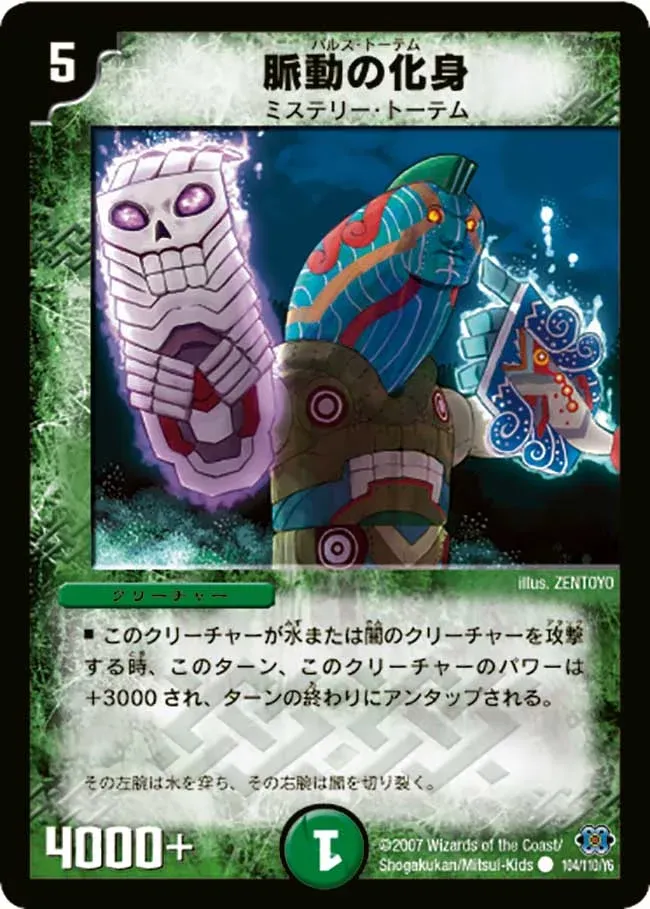 5
パルス・トーテム
脈動の化身
ミステリー・トーテム
illus. ZENTOYO
クリーチャー
■ このクリーチャーが水または闇のクリーチャーを攻撃
する時、このターン、このクリーチャーのパワーは
+3000 され、ターンの終わりにアンタップされる。
その左腕は水を穿ち、その右腕は闇を切り裂く。
4000+
1
©2007 Wizards of the Coast/
Shogakukan/Mitsui-Kids
104/110/Y6